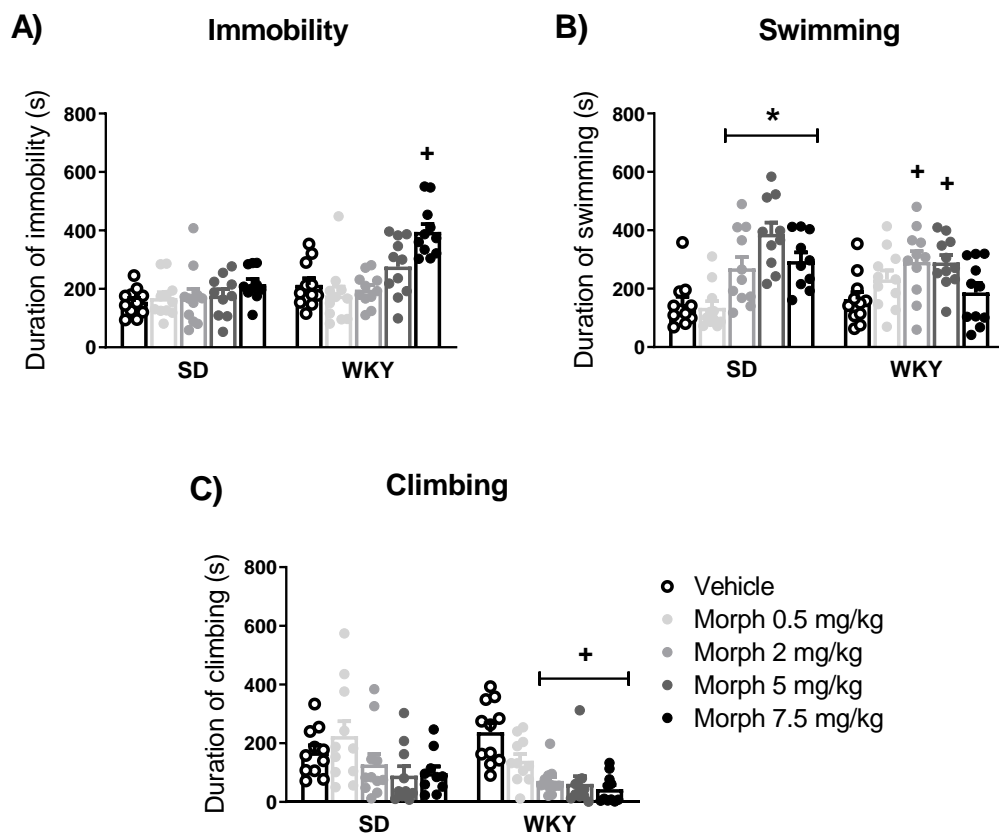 A)
Immobility
Duration of immobility (s)
800
600
400
200
0
+
SD
WKY
B)
Swimming
Duration of swimming (s)
800
600
400
200
0
*
+
+
SD
WKY
C)
Climbing
Duration of climbing (s)
800
600
400
200
0
+
SD
WKY
Vehicle
Morph 0.5 mg/kg
Morph 2 mg/kg
Morph 5 mg/kg
Morph 7.5 mg/kg